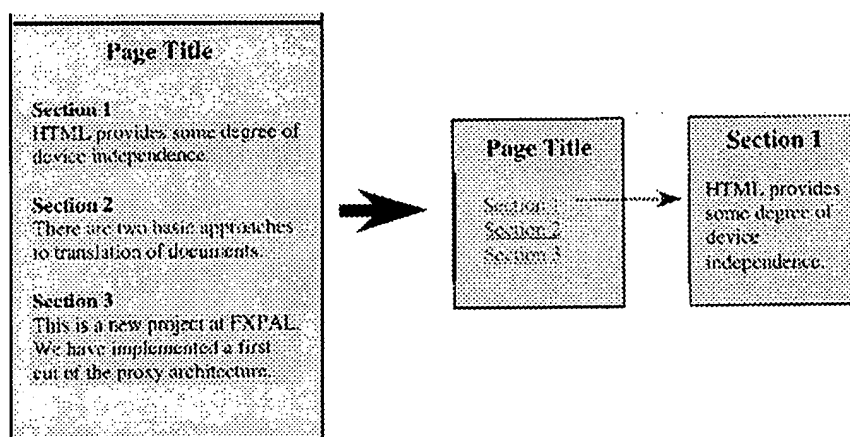 Page Title
Section 1
HTML provides some degree of
device independence.
Section 2
There are two basic approaches
to translation of documents.
Section 3
This is a new project at FXPAL.
We have implemented a first
cut of the proxy architecture.
Page Title
Section 1
Section 2
Section 3
Section 1
HTML provides
some degree of
device
independence.